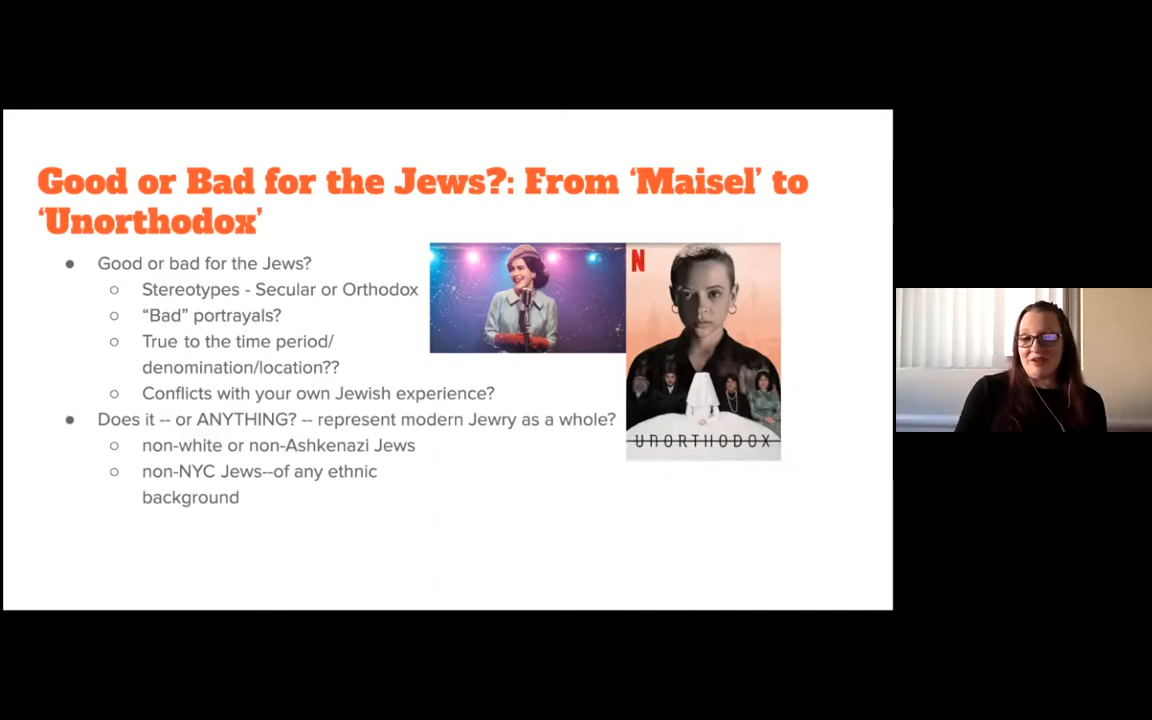 Good or Bad for the Jews?: From ‘Maisel’ to
‘Unorthodox’
● Good or bad for the Jews?
○ Stereotypes - Secular or Orthodox
○ “Bad” portrayals?
○ True to the time period/
denomination/location??
○ Conflicts with your own Jewish experience?
● Does it -- or ANYTHING? -- represent modern Jewry as a whole?
○ non-white or non-Ashkenazi Jews
○ non-NYC Jews--of any ethnic
background
N
UNORTHODOX